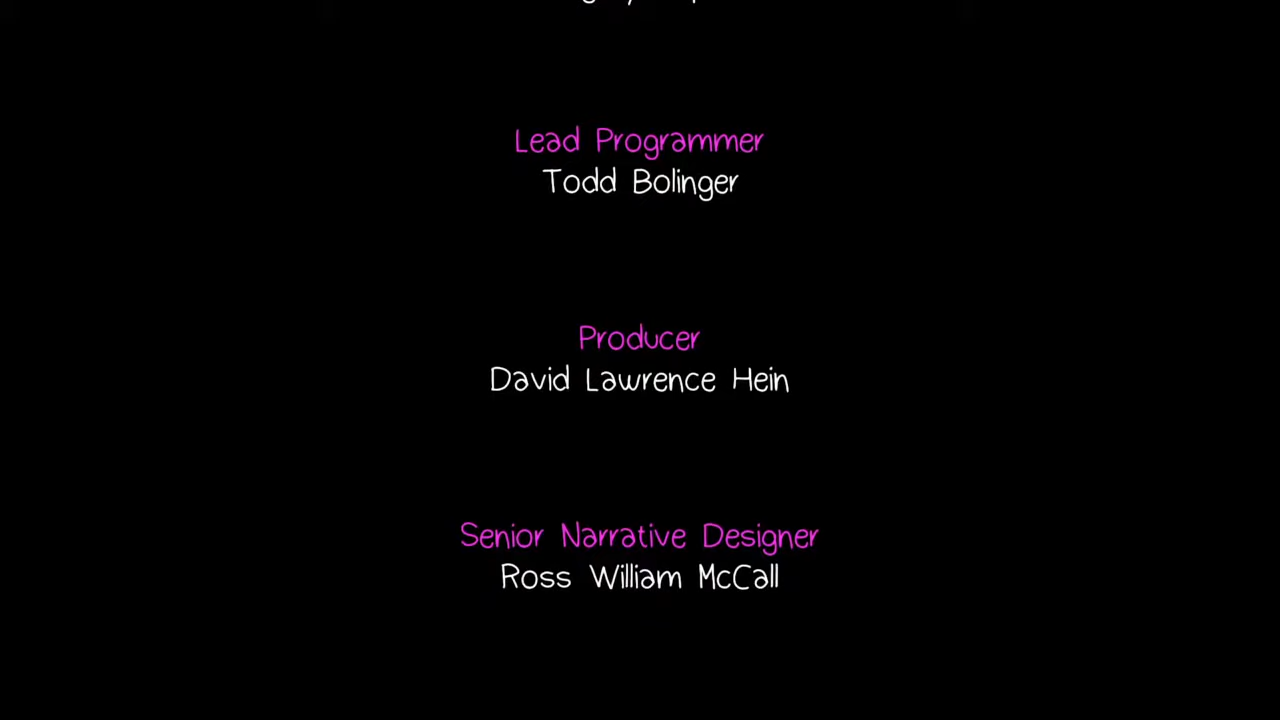 Lead Programmer
Todd Bolinger
Producer
David Lawrence Hein
Senior Narrative Designer
Ross William McCall